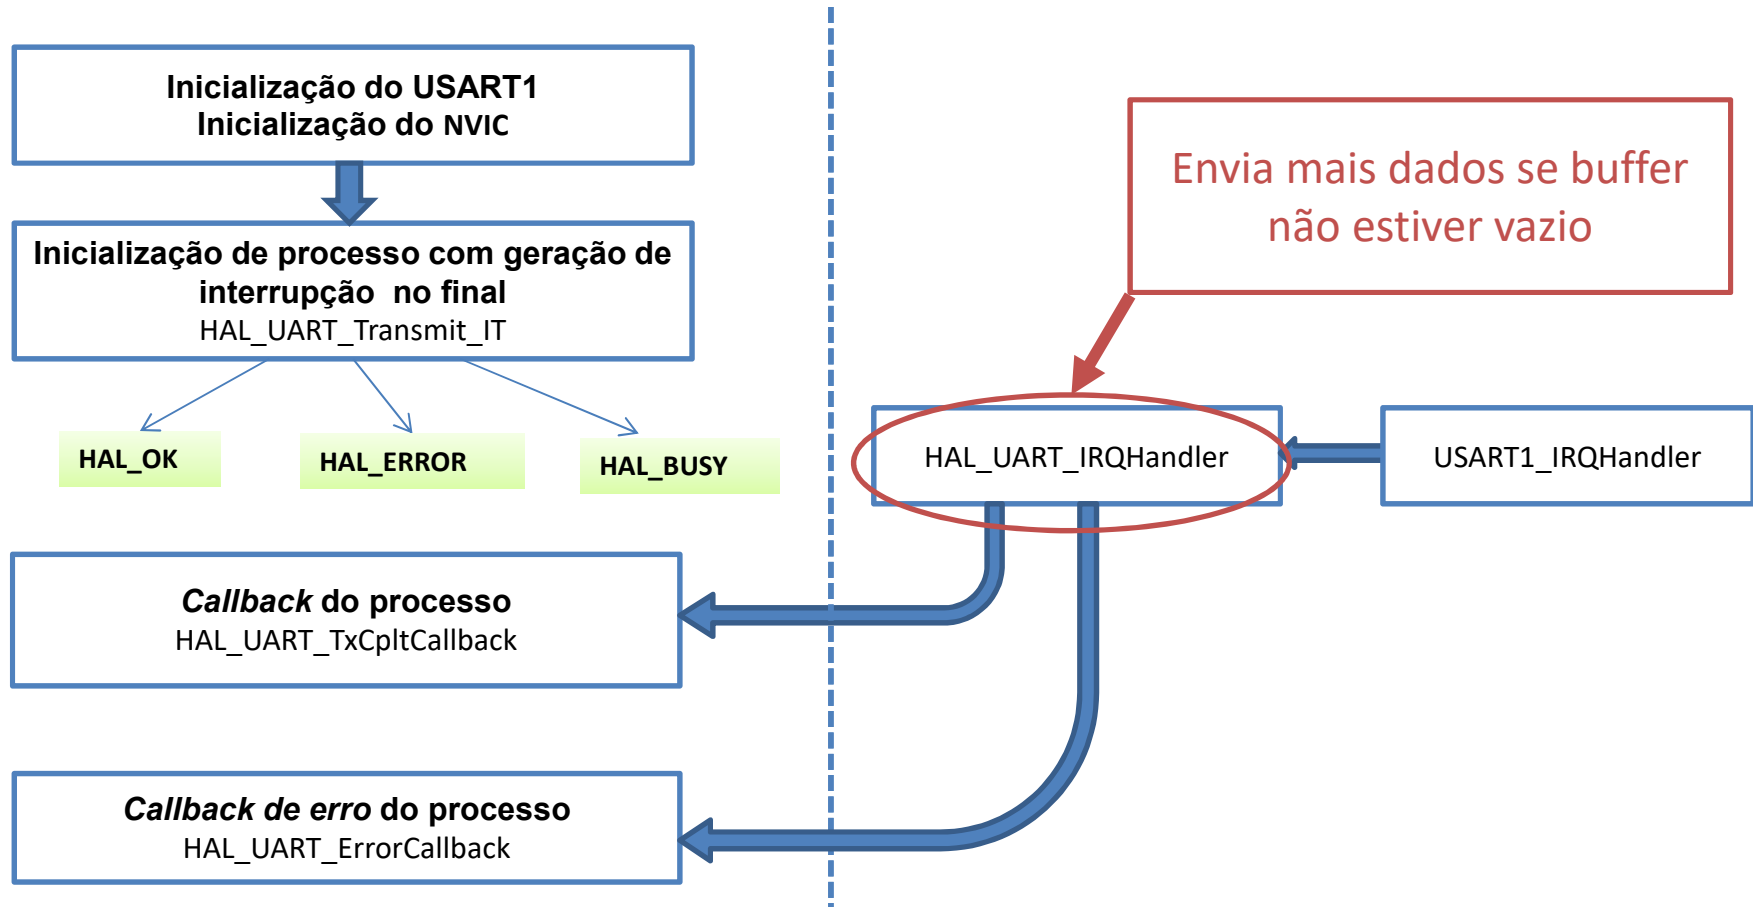 Inicialização do USART1
Inicialização do NVIC
Inicialização de processo com geração de
interrupção no final
HAL_UART_Transmit_IT
HAL_OK
HAL_ERROR
HAL_BUSY
Callback do processo
HAL_UART_TxCpltCallback
Callback de erro do processo
HAL_UART_ErrorCallback
Envia mais dados se buffer
não estiver vazio
HAL_UART_IRQHandler
USART1_IRQHandler